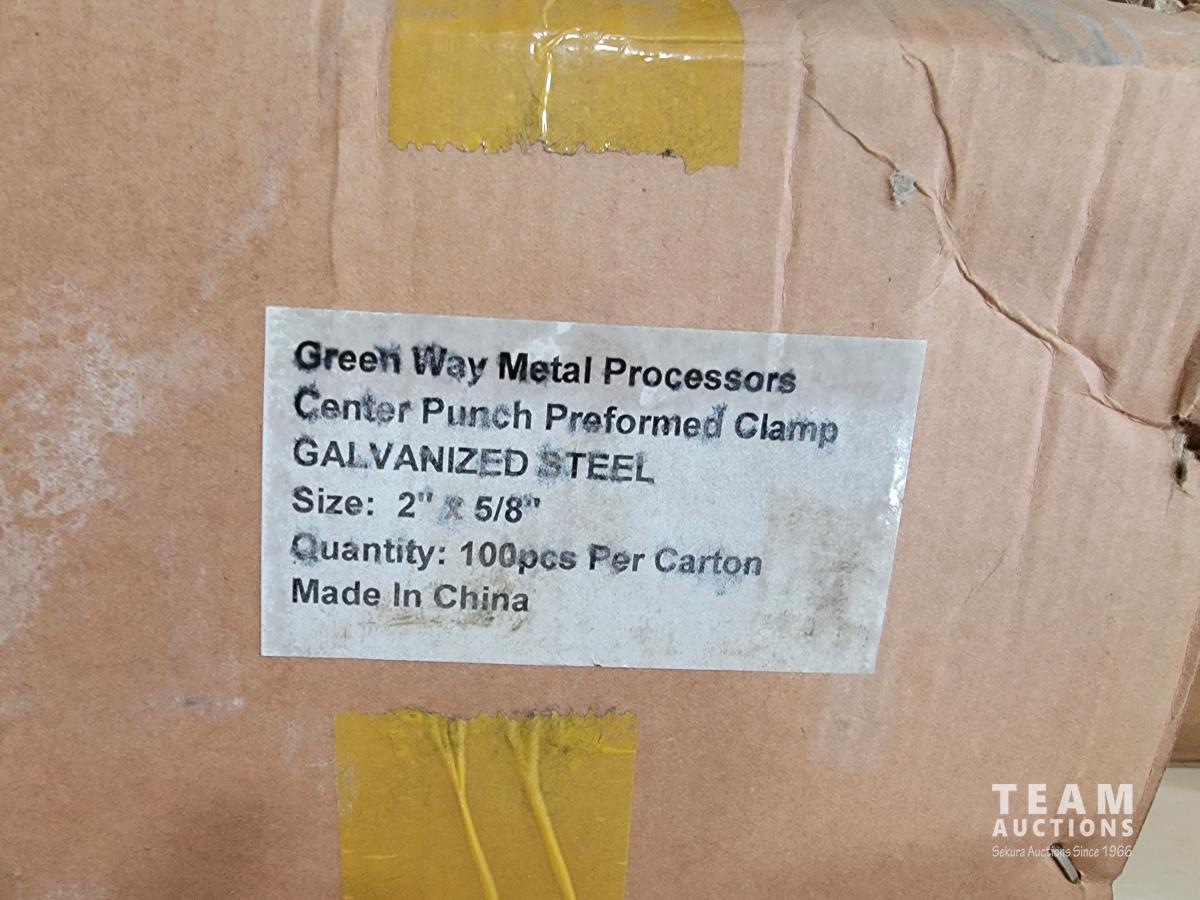 Green Way Metal Processors
Center Punch Preformed Clamp
GALVANIZED STEEL
Size: 2" x 5/8"
Quantity: 100pcs Per Carton
Made In China
TEAM
AUCTIONS
Sekura Auctions Since 1966